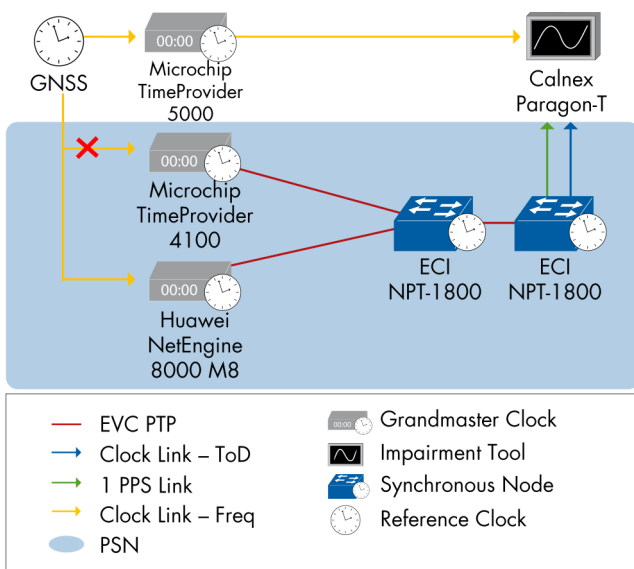 GNSS
00:00
Microchip
TimeProvider
5000
Calnex
Paragon-T
00:00
Microchip
TimeProvider
4100
00:00
Huawei
NetEngine
8000 M8
ECI
NPT-1800
ECI
NPT-1800
EVC PTP
Clock Link – ToD
1 PPS Link
Clock Link – Freq
PSN
00:00
Grandmaster Clock
Impairment Tool
Synchronous Node
Reference Clock